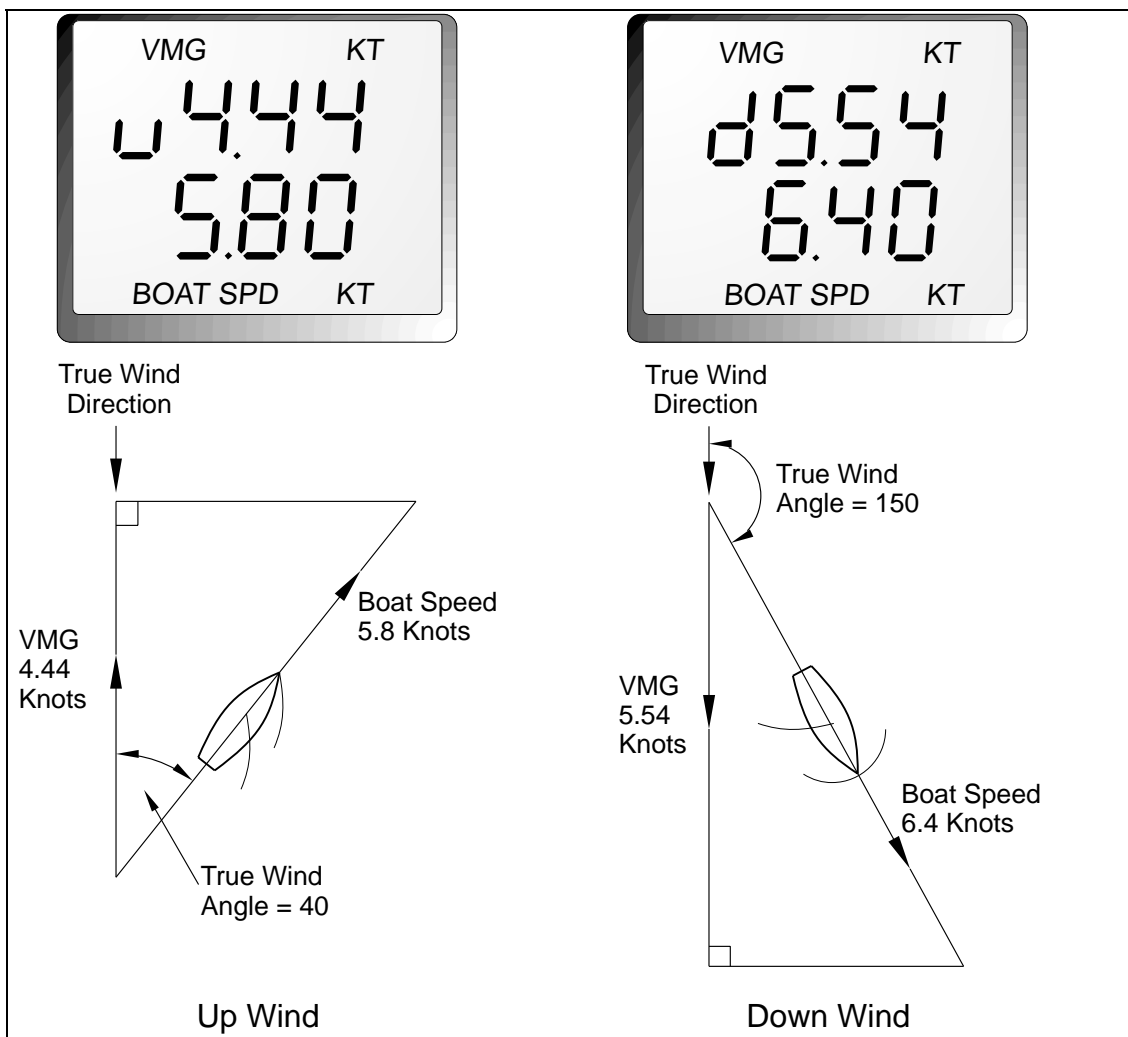 VMG KT
u4.44
5.80
BOAT SPD KT
VMG KT
d5.54
6.40
BOAT SPD KT
True Wind
Direction
VMG
4.44
Knots
Boat Speed
5.8 Knots
True Wind
Angle = 40
Up Wind
True Wind
Direction
True Wind
Angle = 150
VMG
5.54
Knots
Boat Speed
6.4 Knots
Down Wind